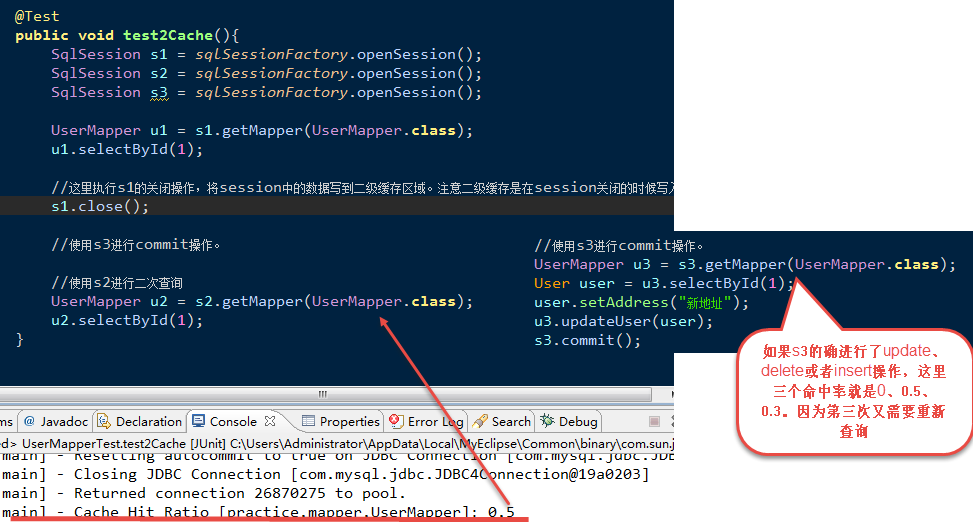 @Test
public void test2Cache(){
SqlSession s1 = sqlSessionFactory.openSession();
SqlSession s2 = sqlSessionFactory.openSession();
SqlSession s3 = sqlSessionFactory.openSession();
UserMapper u1 = s1.getMapper(UserMapper.class);
u1.selectById(1);
//这里执行s1的关闭操作，将session中的数据写到二级缓存区域。注意二级缓存是在session关闭的时候写
s1.close();
//使用s3进行commit操作。
//使用s2进行二次查询
UserMapper u2 = s2.getMapper(UserMapper.class);
u2.selectById(1);
}
//使用s3进行commit操作。
UserMapper u3 = s3.getMapper(UserMapper.class);
User user = u3.selectById(1);
user.setAddress("新地址");
u3.updateUser(user);
s3.commit();
如果s3的确进行了update、
delete或者insert操作，这里
三个命中率就是0、0.5、
0.3。因为第三次又需要重新
查询
ms @ Javadoc Declaration Console Properties Error Log Search Debug
ed> UserMapperTest.test2Cache [JUnit] C:\Users\Administrator\AppData\Local\MyEclipse\Common\binary\com.sun.j
main] - Resetting autocommit to true on JDBC Connection [com.mysql.jdbc.JDB
main] - Closing JDBC Connection [com.mysql.jdbc.JDBC4Connection@19a0203]
main] - Returned connection 26870275 to pool.
main] - Cache Hit Ratio [practice.mapper.UserMapper]: 0.5